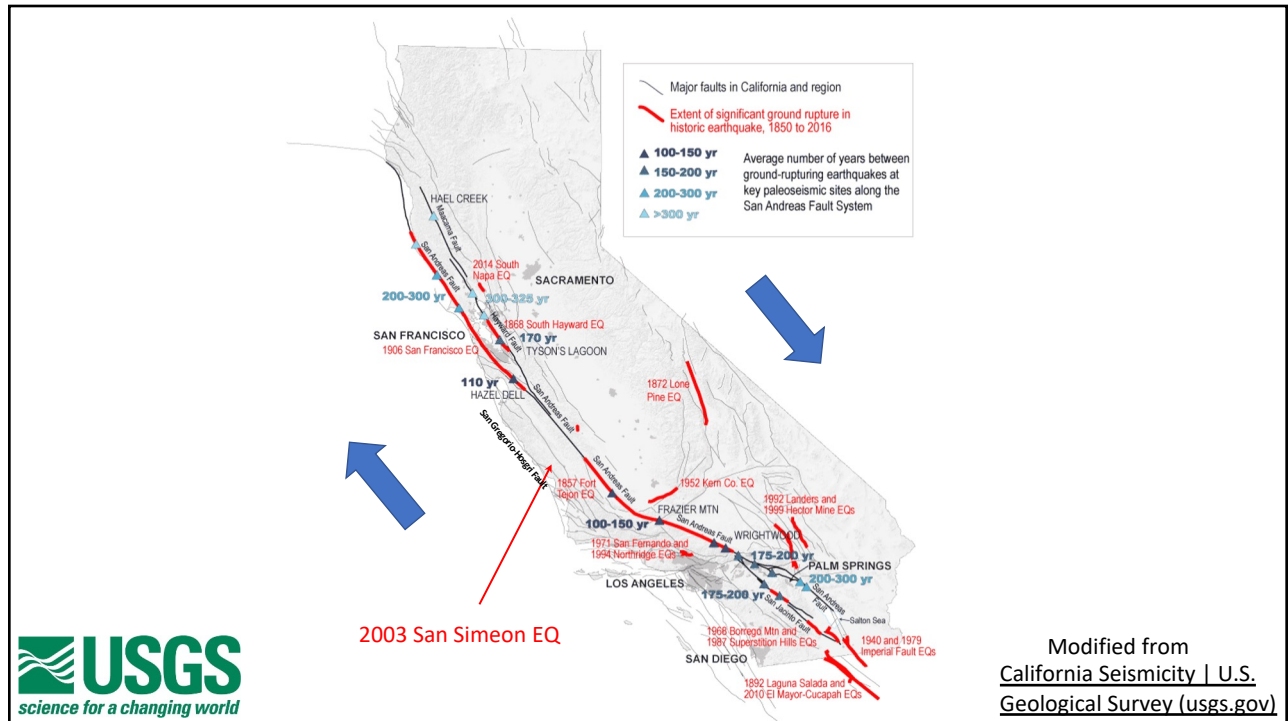 Major faults in California and region
Extent of significant ground rupture in
historic earthquake, 1850 to 2016
100-150 yr
150-200 yr
200-300 yr
>300 yr
Average number of years between
ground-rupturing earthquakes at
key paleoseismic sites along the
San Andreas Fault System
HAEL CREEK
Maacama Fault
San Andreas Fault
2014 South
Napa EQ
SACRAMENTO
200-300 yr
300-325 yr
1868 South Hayward EQ
Hayward Fault
SAN FRANCISCO
170 yr
1906 San Francisco EQ
TYSON'S LAGOON
110 yr
HAZEL DELL
San Andreas Fault
1872 Lone
Pine EQ
San Gregorio-Hosgri Fault
San Andreas Fault
1857 Fort
Tejon EQ
1952 Kern Co. EQ
1992 Landers and
1999 Hector Mine EQs
FRAZIER MTN
100-150 yr
San Andreas Fault
WRIGHTWOOD
1971 San Fernando and
1994 Northridge EQs
175-200 yr
PALM SPRINGS
LOS ANGELES
200-300 yr
175-200 yr
San Andreas
Fault
San Jacinto Fault
Salton Sea
2003 San Simeon EQ
1968 Borrego Mtn and
1987 Superstition Hills EQs
1940 and 1979
Imperial Fault EQs
SAN DIEGO
1892 Laguna Salada and
2010 El Mayor-Cucapah EQs
USGS
science for a changing world
Modified from
California Seismicity | U.S.
Geological Survey (usgs.gov)